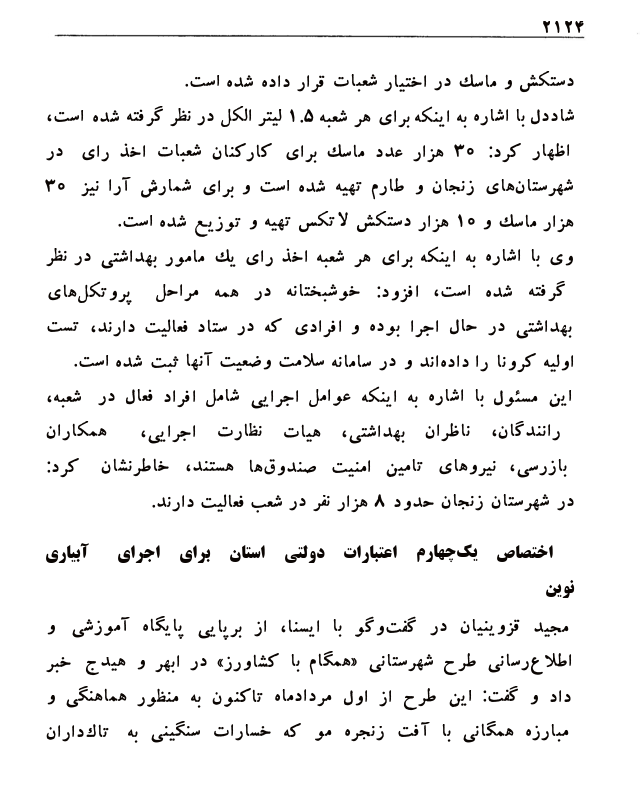 ۲۱۲۴
دستکش و ماسك در اختیار شعبات قرار داده شده است.
شاددل با اشاره به اینکه برای هر شعبه ۱.۵ لیتر الکل در نظر گرفته شده است،
اظهار کرد: ۳۰ هزار عدد ماسك برای کارکنان شعبات اخذ رای در
شهرستان‌های زنجان و طارم تهیه شده است و برای شمارش آرا نیز ۳۰
هزار ماسك و ۱۰ هزار دستکش لاتکس تهیه و توزیع شده است.
وی با اشاره به اینکه برای هر شعبه اخذ رای یك مامور بهداشتی در نظر
گرفته شده است، افزود: خوشبختانه در همه مراحل پروتکل‌های
بهداشتی در حال اجرا بوده و افرادی که در ستاد فعالیت دارند، تست
اولیه کرونا را داده‌اند و در سامانه سلامت وضعیت آنها ثبت شده است.
این مسئول با اشاره به اینکه عوامل اجرایی شامل افراد فعال در شعبه،
رانندگان، ناظران بهداشتی، هیات نظارت اجرایی، همکاران
بازرسی، نیروهای تامین امنیت صندوق‌ها هستند، خاطرنشان کرد:
در شهرستان زنجان حدود ۸ هزار نفر در شعب فعالیت دارند.
اختصاص یک‌چهارم اعتبارات دولتی استان برای اجرای آبیاری
نوین
مجید قزوینیان در گفت‌وگو با ایسنا، از برپایی پایگاه آموزشی و
اطلاع‌رسانی طرح شهرستانی «همگام با کشاورز» در ابهر و هیدج خبر
داد و گفت: این طرح از اول مردادماه تاکنون به منظور هماهنگی و
مبارزه همگانی با آفت زنجره مو که خسارات سنگینی به تاك‌داران